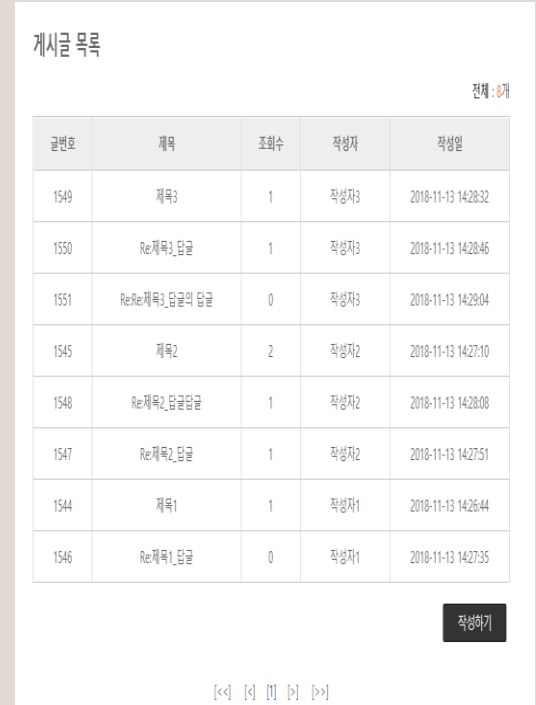 게시글 목록
전체 : 8개
글번호 제목 조회수 작성자 작성일
1549 제목3 1 작성자3 2018-11-13 14:28:32
1550 Re:제목3_답글 1 작성자3 2018-11-13 14:28:46
1551 Re:Re:제목3_답글의 답글 0 작성자3 2018-11-13 14:29:04
1545 제목2 2 작성자2 2018-11-13 14:27:10
1548 Re:제목2_답글답글 1 작성자2 2018-11-13 14:28:08
1547 Re:제목2_답글 1 작성자2 2018-11-13 14:27:51
1544 제목1 1 작성자1 2018-11-13 14:26:44
1546 Re:제목1_답글 0 작성자1 2018-11-13 14:27:35
작성하기
[<<] [<] [1] [>] [>>]